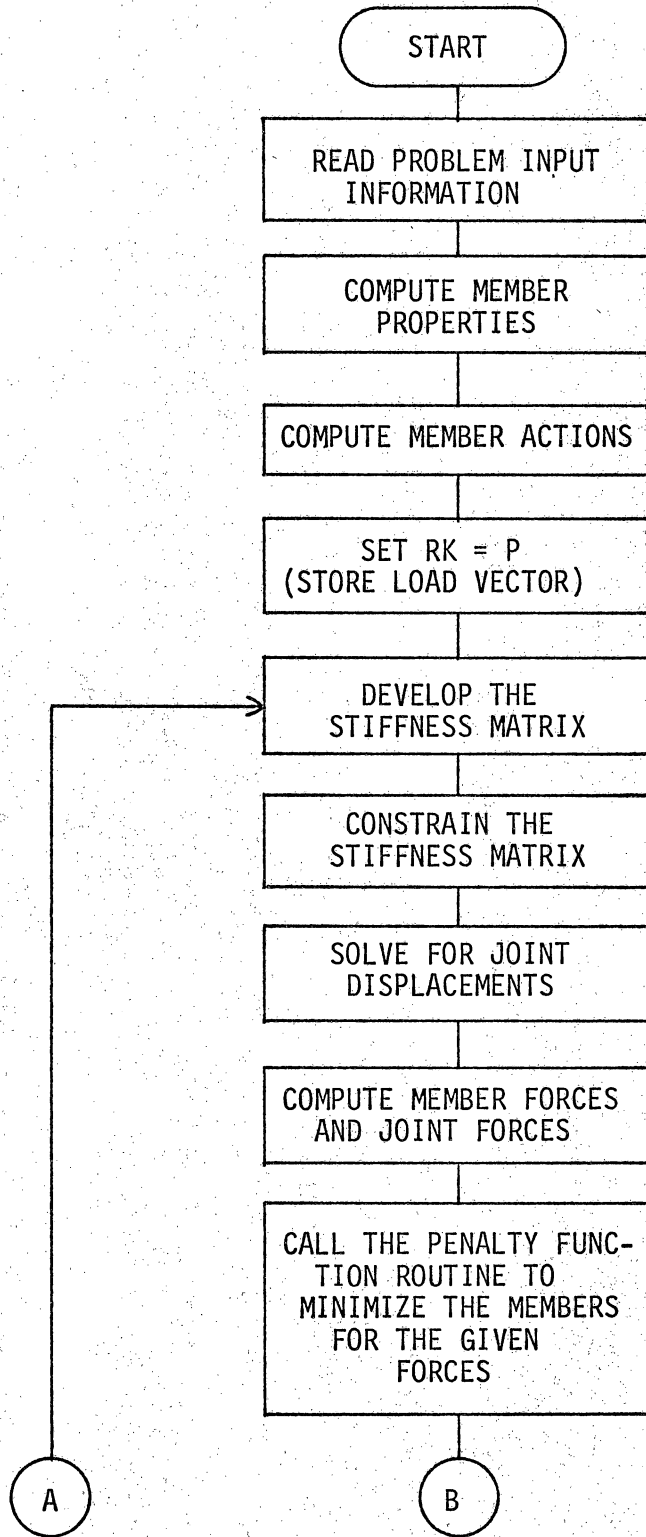 START
READ PROBLEM INPUT
INFORMATION
COMPUTE MEMBER
PROPERTIES
COMPUTE MEMBER ACTIONS
SET RK = P
(STORE LOAD VECTOR)
DEVELOP THE
STIFFNESS MATRIX
CONSTRAIN THE
STIFFNESS MATRIX
SOLVE FOR JOINT
DISPLACEMENTS
COMPUTE MEMBER FORCES
AND JOINT FORCES
CALL THE PENALTY FUNC-
TION ROUTINE TO
MINIMIZE THE MEMBERS
FOR THE GIVEN
FORCES
A
B